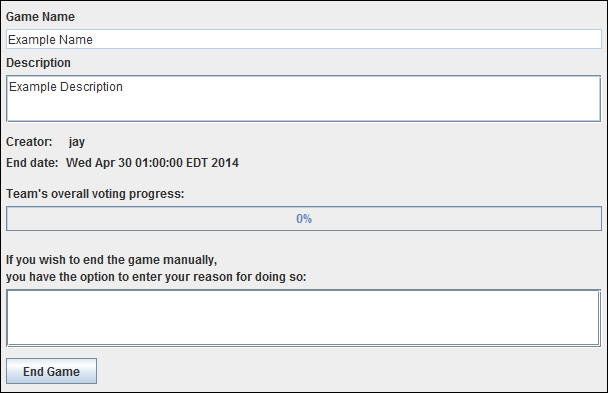 Game Name
Example Name
Description
Example Description
Creator: jay
End date: Wed Apr 30 01:00:00 EDT 2014
Team's overall voting progress:
0%
If you wish to end the game manually,
you have the option to enter your reason for doing so:
End Game